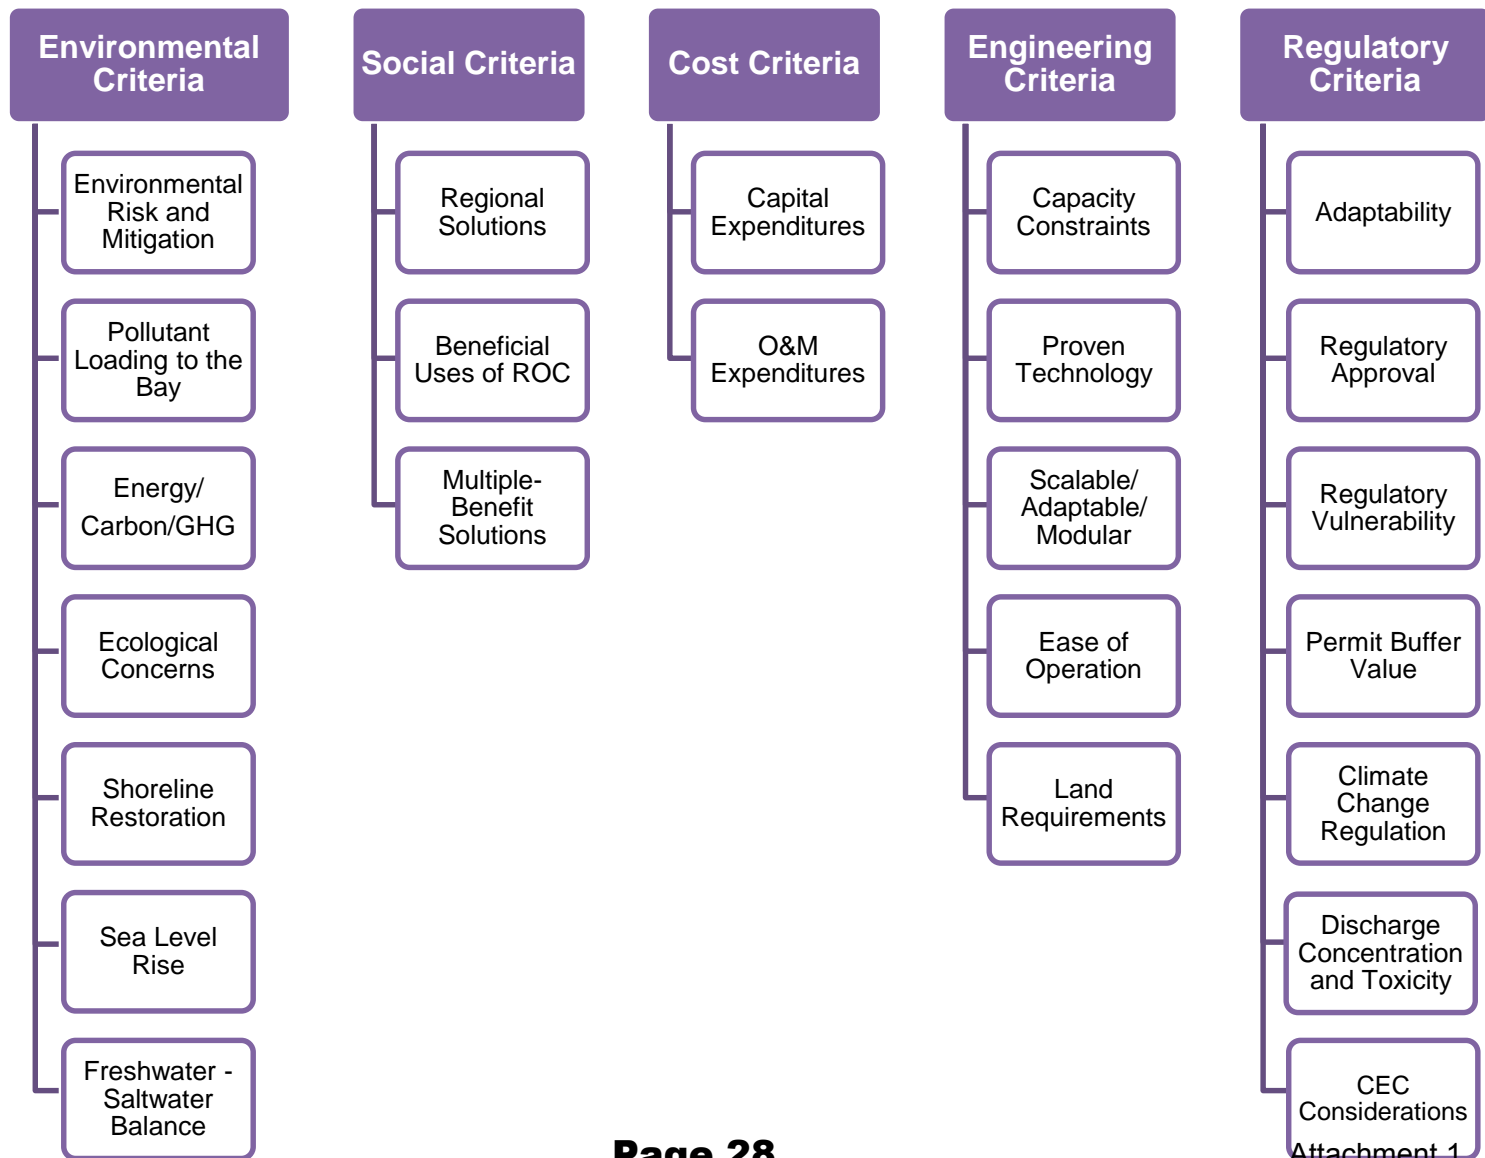 Environmental
Criteria
Environmental
Risk and
Mitigation
Pollutant
Loading to the
Bay
Energy/
Carbon/GHG
Ecological
Concerns
Shoreline
Restoration
Sea Level
Rise
Freshwater -
Saltwater
Balance
Social Criteria
Regional
Solutions
Beneficial
Uses of ROC
Multiple-
Benefit
Solutions
Cost Criteria
Capital
Expenditures
O&M
Expenditures
Engineering
Criteria
Capacity
Constraints
Proven
Technology
Scalable/
Adaptable/
Modular
Ease of
Operation
Land
Requirements
Regulatory
Criteria
Adaptability
Regulatory
Approval
Regulatory
Vulnerability
Permit Buffer
Value
Climate
Change
Regulation
Discharge
Concentration
and Toxicity
CEC
Considerations
Page 28
Attachment 1